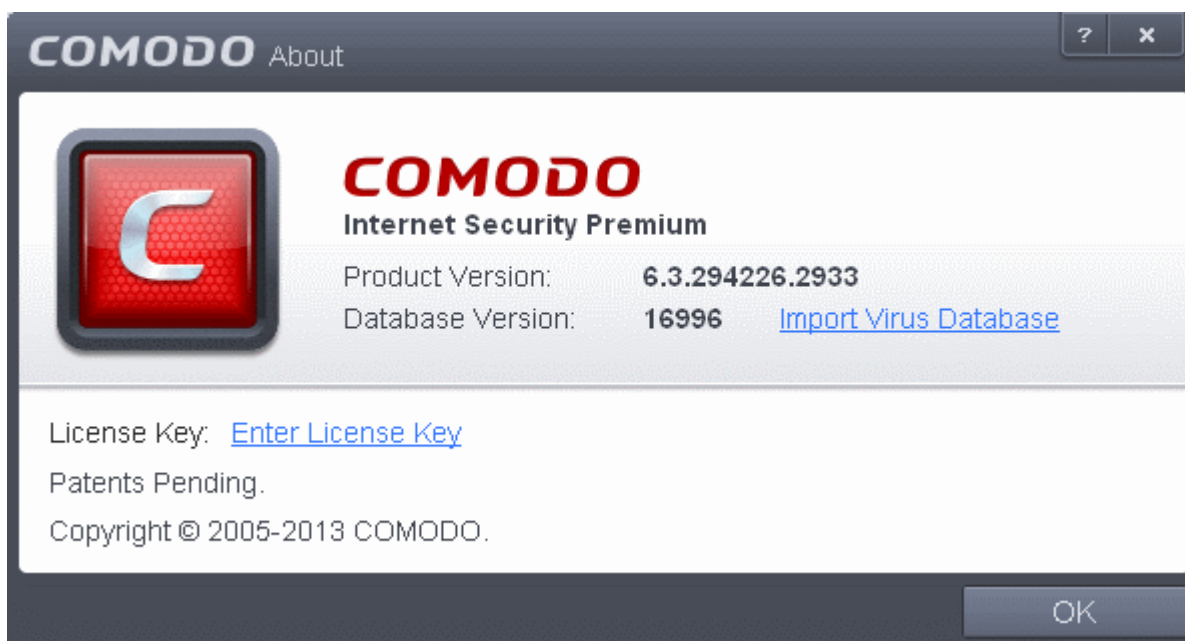 COMODO About
? x
C
COMODO
Internet Security Premium
Product Version: 6.3.294226.2933
Database Version: 16996 Import Virus Database
License Key: Enter License Key
Patents Pending.
Copyright © 2005-2013 COMODO.
OK